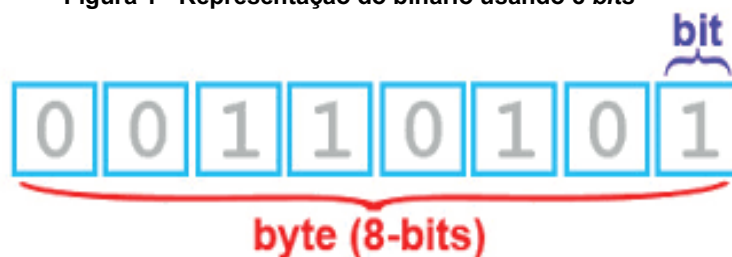 Figura 1 - Representação do binário usando 8 bits
bit
0 0 1 1 0 1 0 1
byte (8-bits)